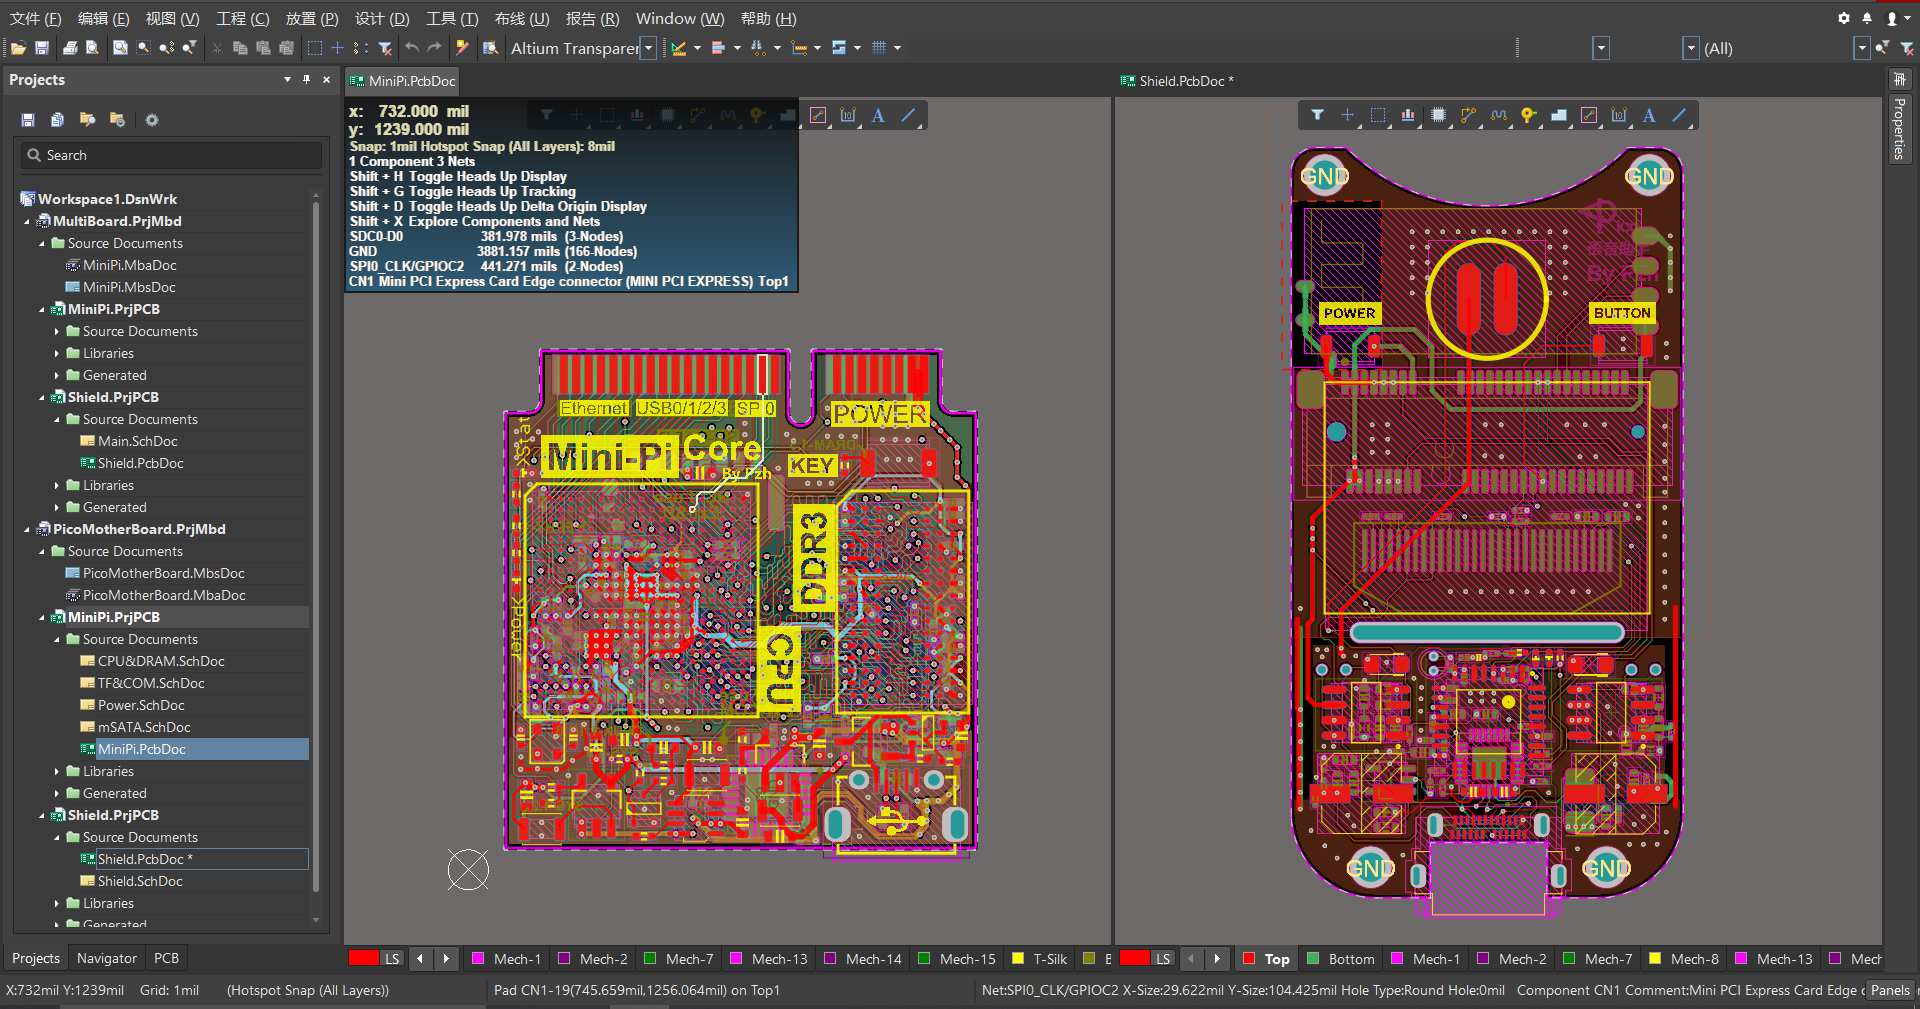 文件 (F) 编辑 (E) 视图 (V) 工程 (C) 放置 (P) 设计 (D) 工具 (T) 布线 (U) 报告 (R) Window (W) 帮助 (H)
Altium Transparer
(All)
Projects
MiniPi.PcbDoc
Shield.PcbDoc *
库
Properties
Search
Workspace1.DsnWrk
MultiBoard.PrjMbd
Source Documents
MiniPi.MbaDoc
MiniPi.MbsDoc
MiniPi.PrjPCB
Source Documents
Libraries
Generated
Shield.PrjPCB
Source Documents
Main.SchDoc
Shield.PcbDoc
Libraries
Generated
PicoMotherBoard.PrjMbd
Source Documents
PicoMotherBoard.MbsDoc
PicoMotherBoard.MbaDoc
MiniPi.PrjPCB
Source Documents
CPU&DRAM.SchDoc
TF&COM.SchDoc
Power.SchDoc
mSATA.SchDoc
MiniPi.PcbDoc
Libraries
Generated
Shield.PrjPCB
Source Documents
Shield.PcbDoc *
Shield.SchDoc
Libraries
Generated
x: 732.000 mil
y: 1239.000 mil
Snap: 1mil Hotspot Snap (All Layers): 8mil
1 Component 3 Nets
Shift + H Toggle Heads Up Display
Shift + G Toggle Heads Up Tracking
Shift + D Toggle Heads Up Delta Origin Display
Shift + X Explore Components and Nets
SDC0-D0 381.978 mils (3-Nodes)
GND 3881.157 mils (166-Nodes)
SPI0_CLK/GPIOC2 441.271 mils (2-Nodes)
CN1 Mini PCI Express Card Edge connector (MINI PCI EXPRESS) Top1
Ethernet USB0/1/2/3 SPI0
POWER
Mini-Pi Core
By Pzh
KEY
DDR3
CPU
GND GND
By Pzh
POWER BUTTON
GND GND
Projects Navigator PCB
LS Mech-1 Mech-2 Mech-7 Mech-13 Mech-14 Mech-15 T-Silk B
LS Top Bottom Mech-1 Mech-2 Mech-7 Mech-8 Mech-13 Mech
X:732mil Y:1239mil Grid: 1mil (Hotspot Snap (All Layers))
Pad CN1-19(745.659mil,1256.064mil) on Top1
Net:SPI0_CLK/GPIOC2 X-Size:29.622mil Y-Size:104.425mil Hole Type:Round Hole:0mil Component CN1 Comment:Mini PCI Express Card Edge c
Panels